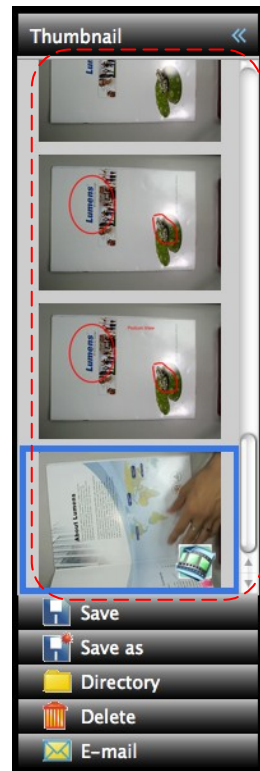 Thumbnail
Lumens
Lumens
Lumens
About Lumens
Save
Save as
Directory
Delete
E-mail